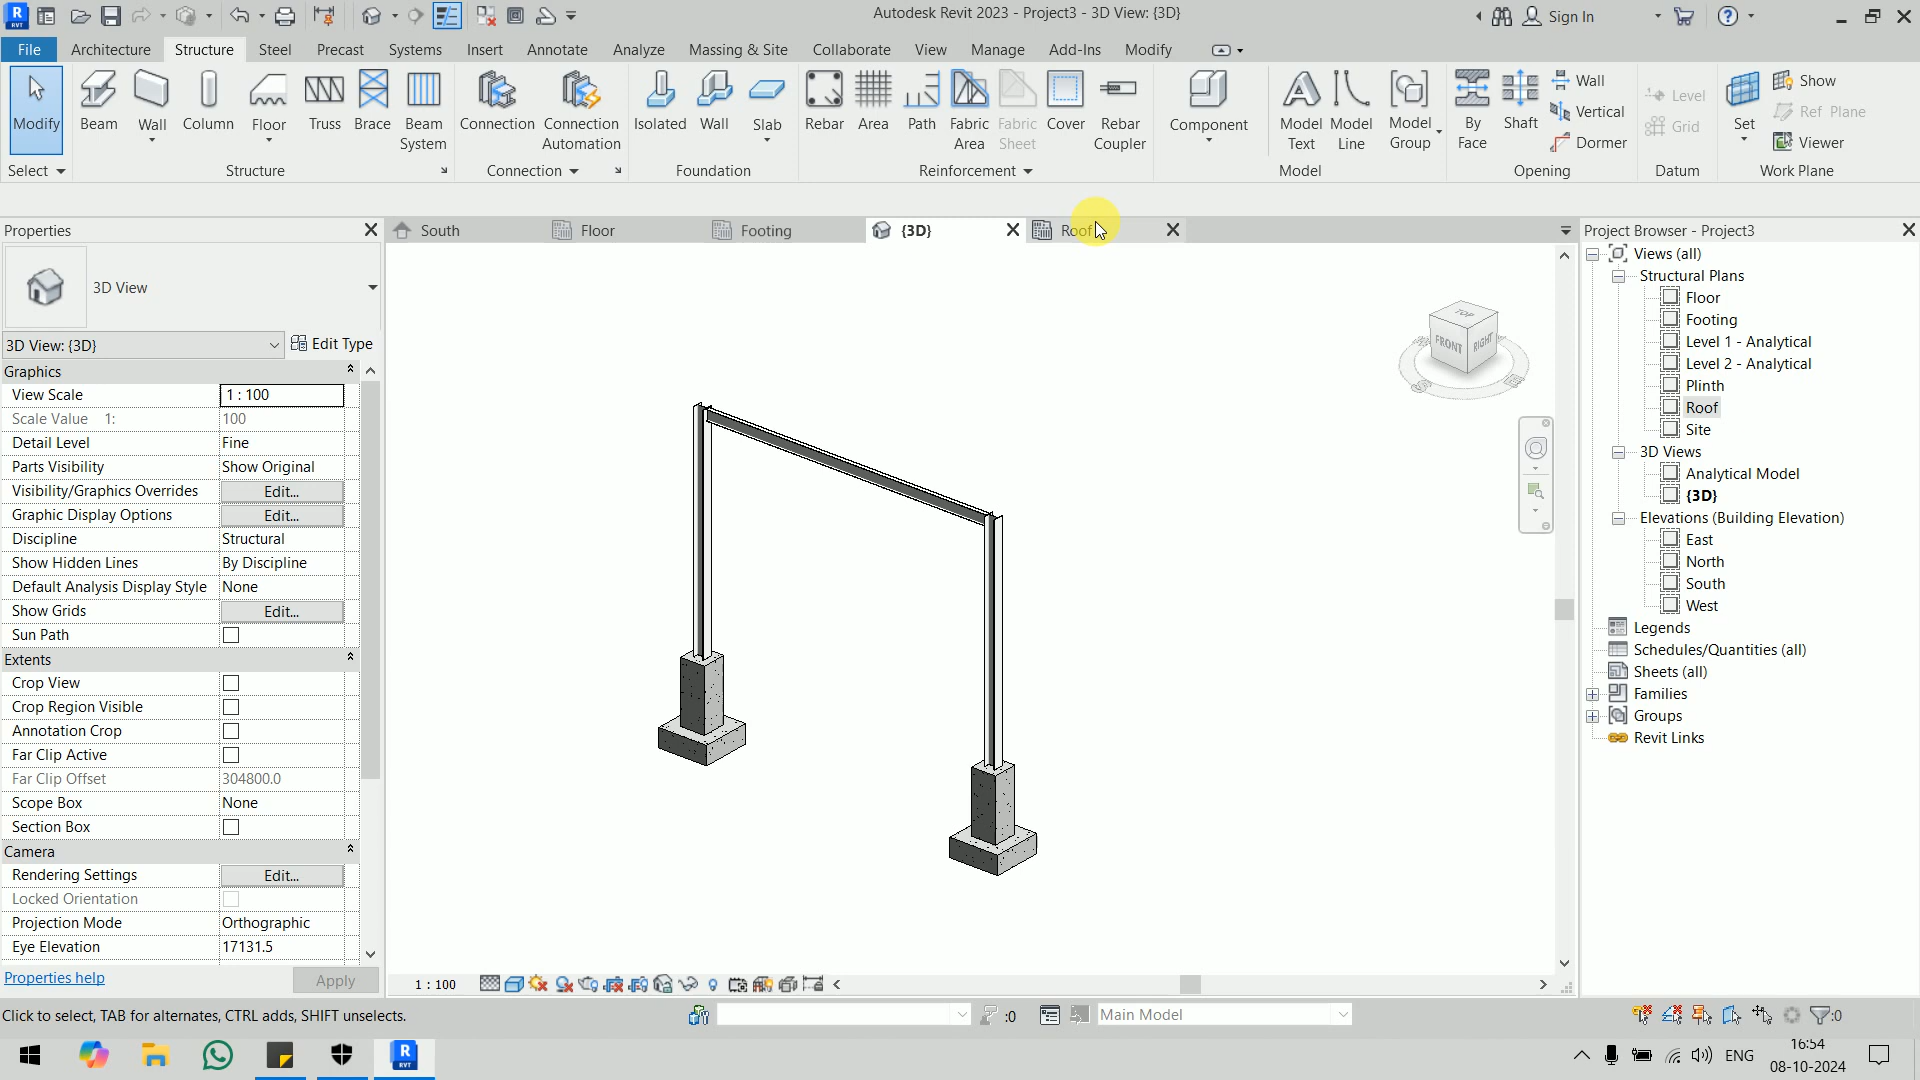 Autodesk Revit 2023 - Project3 - 3D View: {3D}
Sign In
File Architecture Structure Steel Precast Systems Insert Annotate Analyze Massing & Site Collaborate View Manage Add-Ins Modify
Modify
Beam
Wall
Column
Floor
Truss
Brace
Beam
System
Connection
Connection
Automation
Isolated
Wall
Slab
Rebar
Area
Path
Fabric
Area
Fabric
Sheet
Cover
Rebar
Coupler
Component
Model
Text
Model
Line
Model
Group
By
Face
Shaft
Wall
Vertical
Dormer
Level
Grid
Set
Show
Ref Plane
Viewer
Select
Structure
Connection
Foundation
Reinforcement
Model
Opening
Datum
Work Plane
Properties
3D View
3D View: {3D}
Edit Type
Graphics
View Scale 1 : 100
Scale Value 1: 100
Detail Level Fine
Parts Visibility Show Original
Visibility/Graphics Overrides Edit...
Graphic Display Options Edit...
Discipline Structural
Show Hidden Lines By Discipline
Default Analysis Display Style None
Show Grids Edit...
Sun Path
Extents
Crop View
Crop Region Visible
Annotation Crop
Far Clip Active
Far Clip Offset 304800.0
Scope Box None
Section Box
Camera
Rendering Settings Edit...
Locked Orientation
Projection Mode Orthographic
Eye Elevation 17131.5
Properties help
Apply
South
Floor
Footing
{3D}
Roof
TOP
FRONT
RIGHT
S
E
1 : 100
Project Browser - Project3
Views (all)
Structural Plans
Floor
Footing
Level 1 - Analytical
Level 2 - Analytical
Plinth
Roof
Site
3D Views
Analytical Model
{3D}
Elevations (Building Elevation)
East
North
South
West
Legends
Schedules/Quantities (all)
Sheets (all)
Families
Groups
Revit Links
Click to select, TAB for alternates, CTRL adds, SHIFT unselects.
:0
Main Model
:0
R
RVT
ENG
16:54
08-10-2024